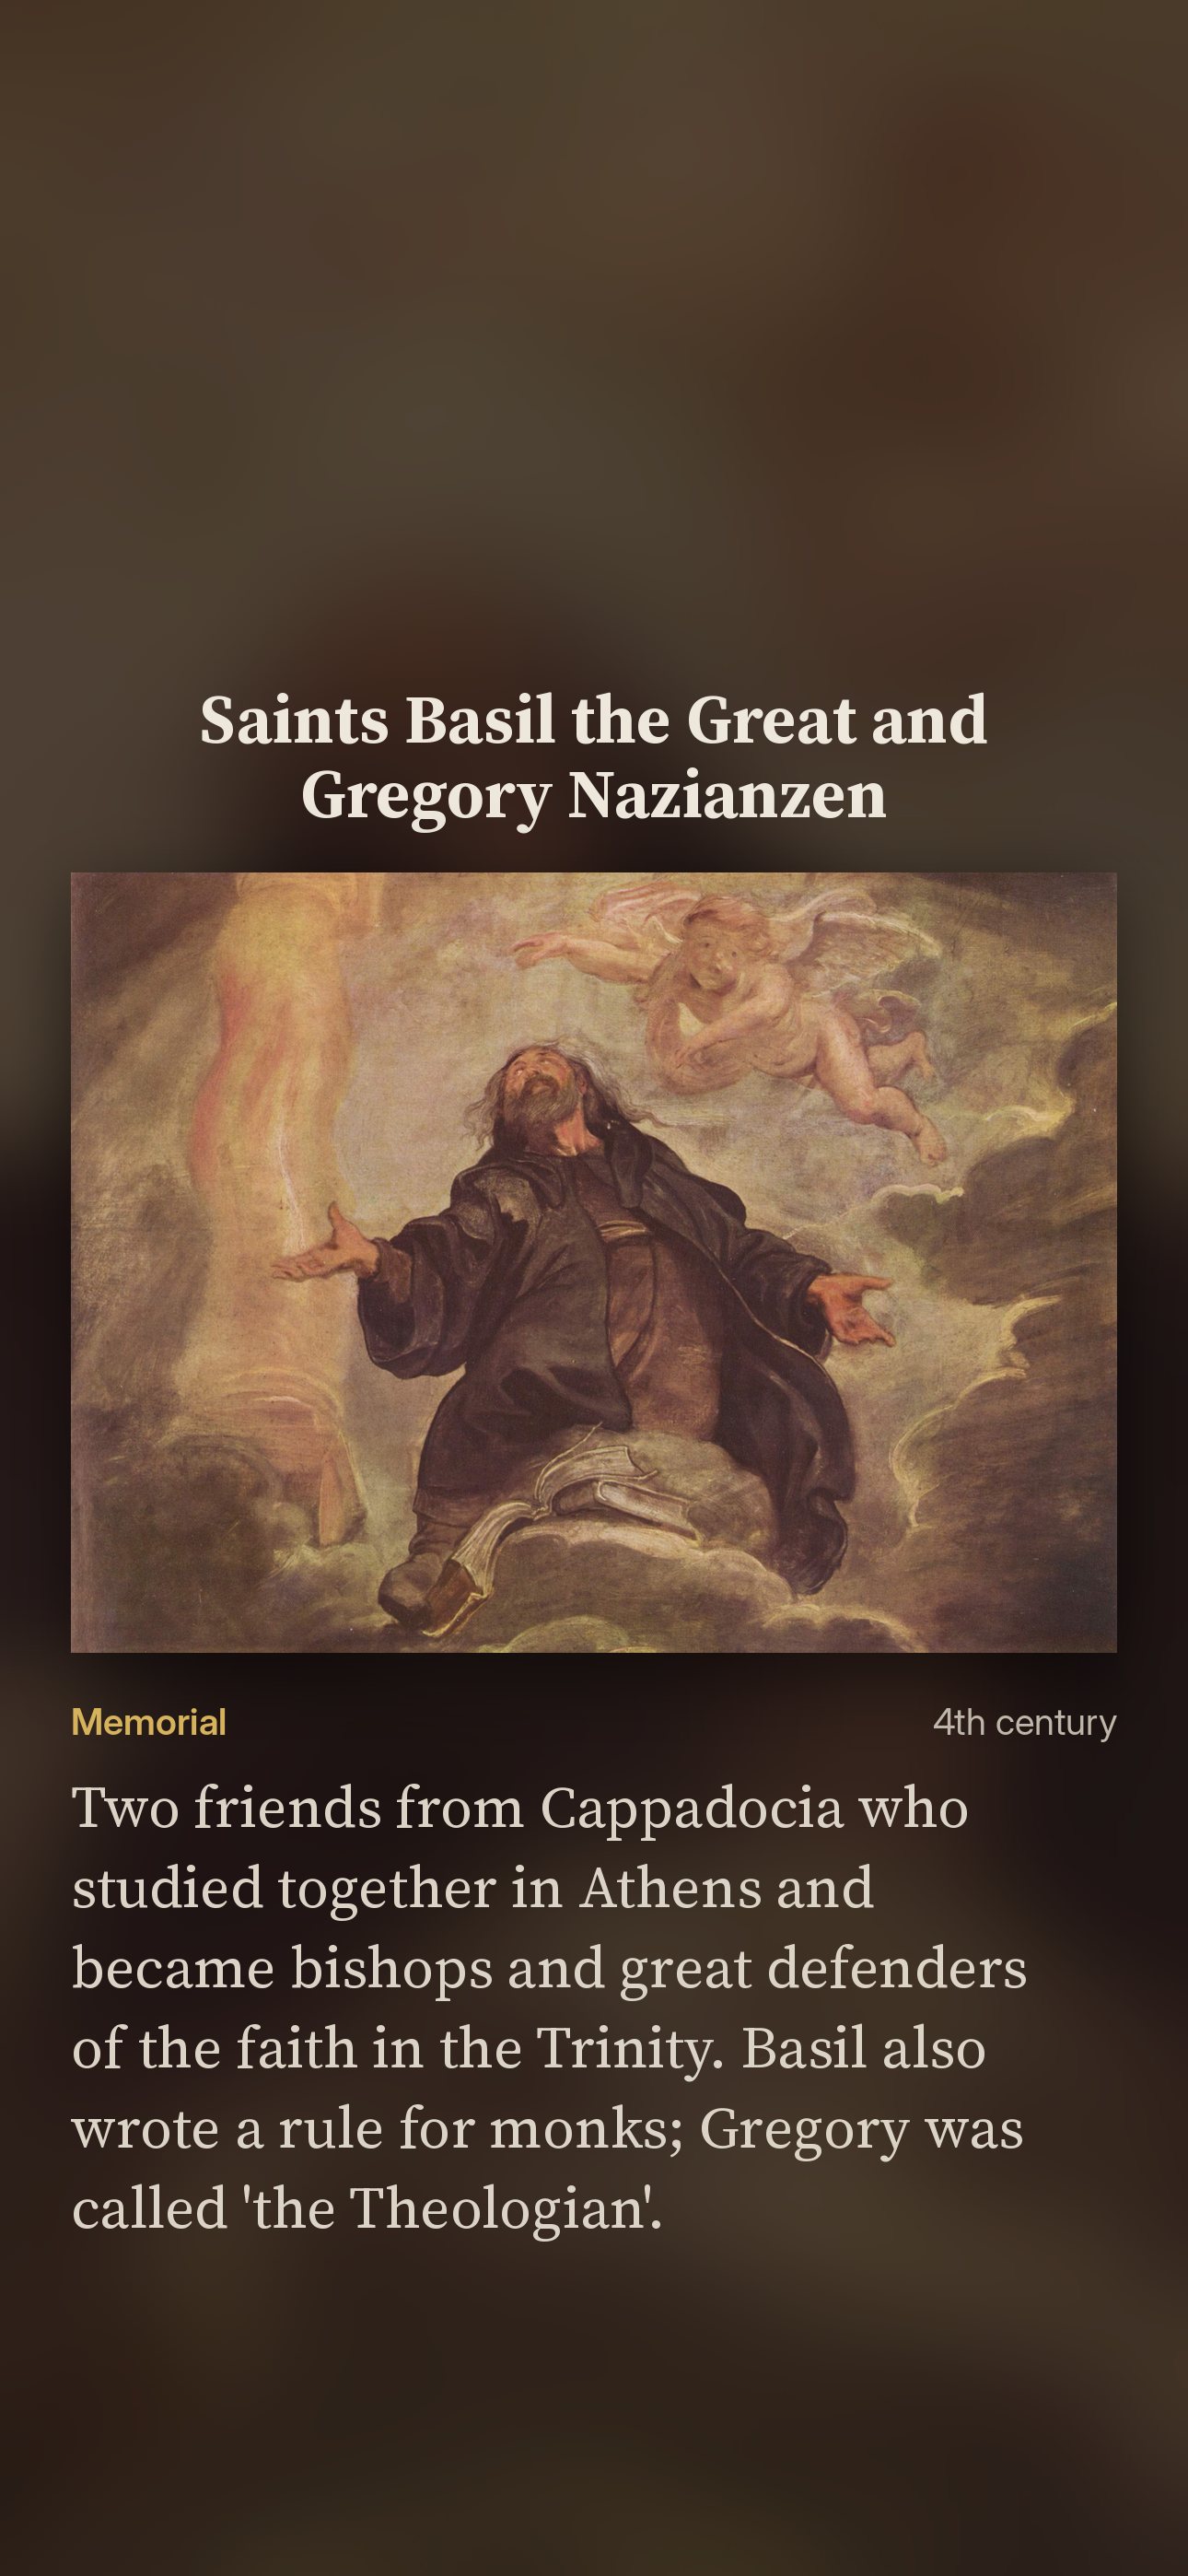 Saints Basil the Great and
Gregory Nazianzen
Memorial
4th century
Two friends from Cappadocia who
studied together in Athens and
became bishops and great defenders
of the faith in the Trinity. Basil also
wrote a rule for monks; Gregory was
called 'the Theologian'.